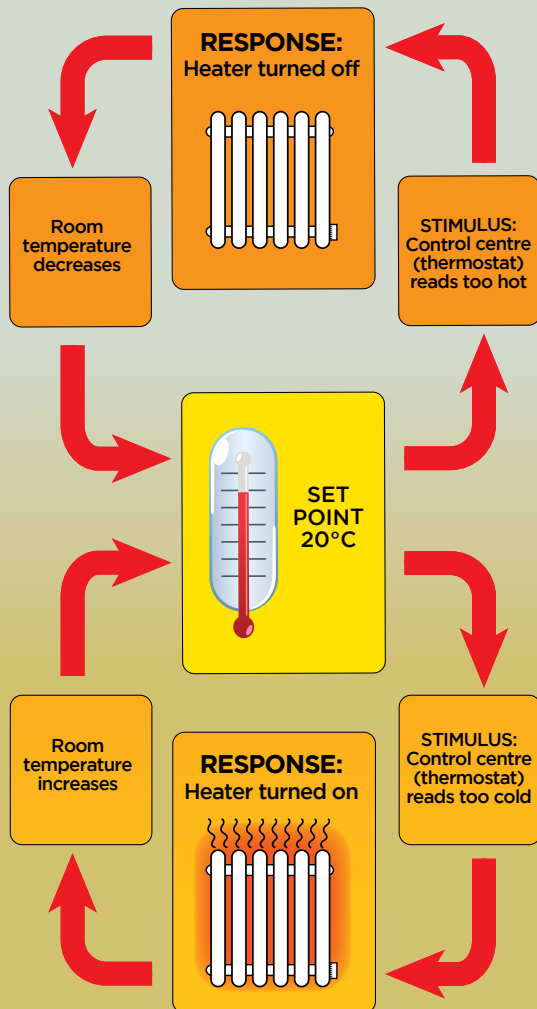 RESPONSE:
Heater turned off
Room
temperature
decreases
STIMULUS:
Control centre
(thermostat)
reads too hot
SET
POINT
20°C
Room
temperature
increases
RESPONSE:
Heater turned on
STIMULUS:
Control centre
(thermostat)
reads too cold